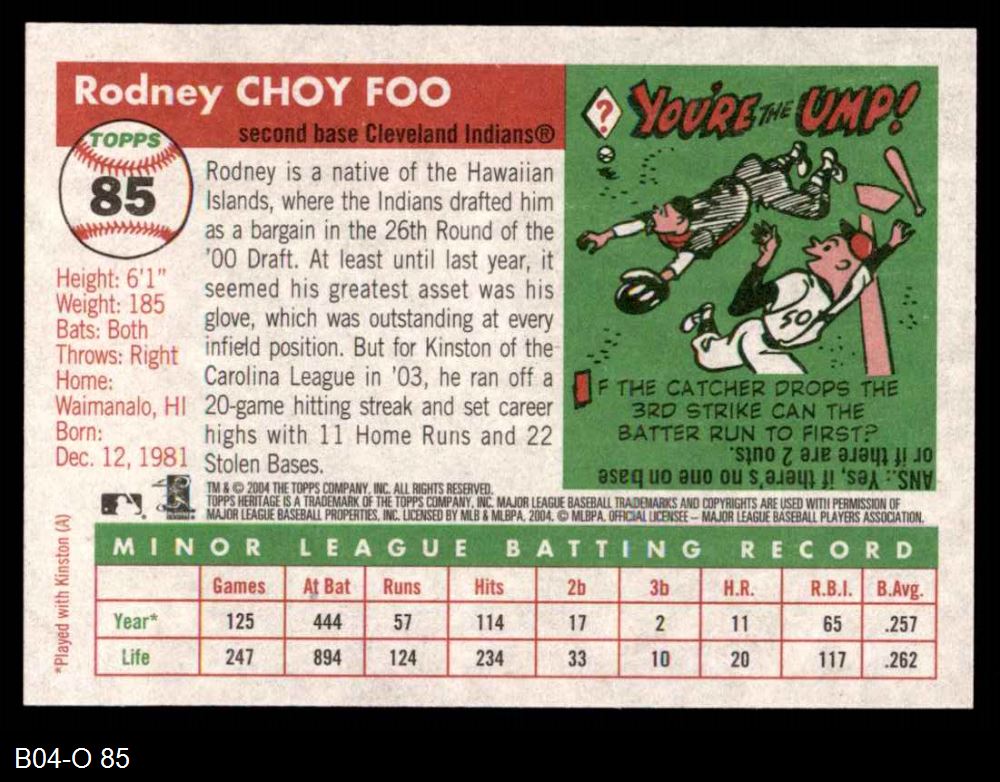 Rodney CHOY FOO
second base Cleveland Indians®
TOPPS
85
Height: 6'1"
Weight: 185
Bats: Both
Throws: Right
Home:
Waimanalo, HI
Born:
Dec. 12, 1981
Rodney is a native of the Hawaiian
Islands, where the Indians drafted him
as a bargain in the 26th Round of the
'00 Draft. At least until last year, it
seemed his greatest asset was his
glove, which was outstanding at every
infield position. But for Kinston of the
Carolina League in '03, he ran off a
20-game hitting streak and set career
highs with 11 Home Runs and 22
Stolen Bases.
? YOU'RE THE UMP!
50
IF THE CATCHER DROPS THE
3RD STRIKE CAN THE
BATTER RUN TO FIRST?
ANS.: Yes, if there's no one on base
or if there are 2 outs.
TM & © 2004 THE TOPPS COMPANY, INC. ALL RIGHTS RESERVED.
TOPPS HERITAGE IS A TRADEMARK OF THE TOPPS COMPANY, INC. MAJOR LEAGUE BASEBALL TRADEMARKS AND COPYRIGHTS ARE USED WITH PERMISSION OF
MAJOR LEAGUE BASEBALL PROPERTIES, INC. LICENSED BY MLB & MLBPA, 2004. © MLBPA. OFFICIAL LICENSEE – MAJOR LEAGUE BASEBALL PLAYERS ASSOCIATION.
*Played with Kinston (A)
MINOR LEAGUE BATTING RECORD
Games At Bat Runs Hits 2b 3b H.R. R.B.I. B.Avg.
Year* 125 444 57 114 17 2 11 65 .257
Life 247 894 124 234 33 10 20 117 .262
B04-O 85